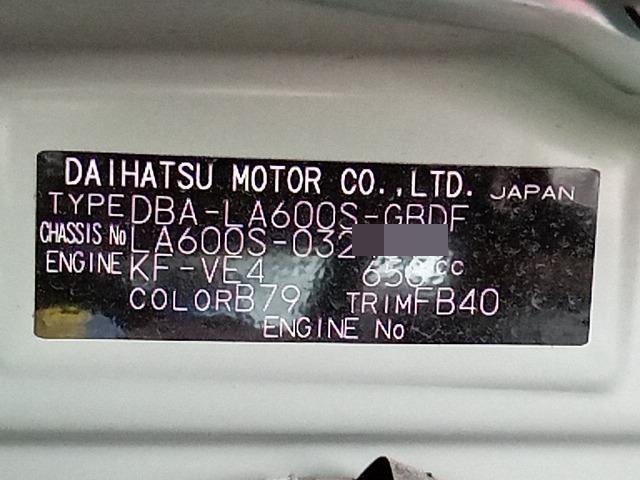 DAIHATSU MOTOR CO.,LTD. JAPAN
TYPE DBA-LA600S-GBDF
CHASSIS No LA600S-032
ENGINE KF-VE4 658cc
COLOR B79 TRIM FB40
ENGINE No